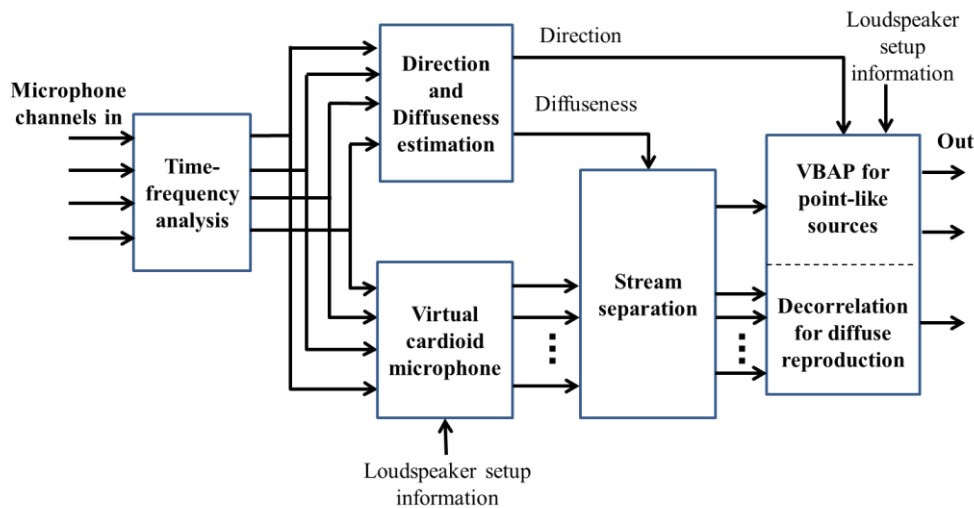 Microphone
channels in
Time-
frequency
analysis
Direction
and
Diffuseness
estimation
Direction
Diffuseness
Virtual
cardioid
microphone
Loudspeaker setup
information
Stream
separation
Loudspeaker
setup
information
VBAP for
point-like
sources
Decorrelation
for diffuse
reproduction
Out